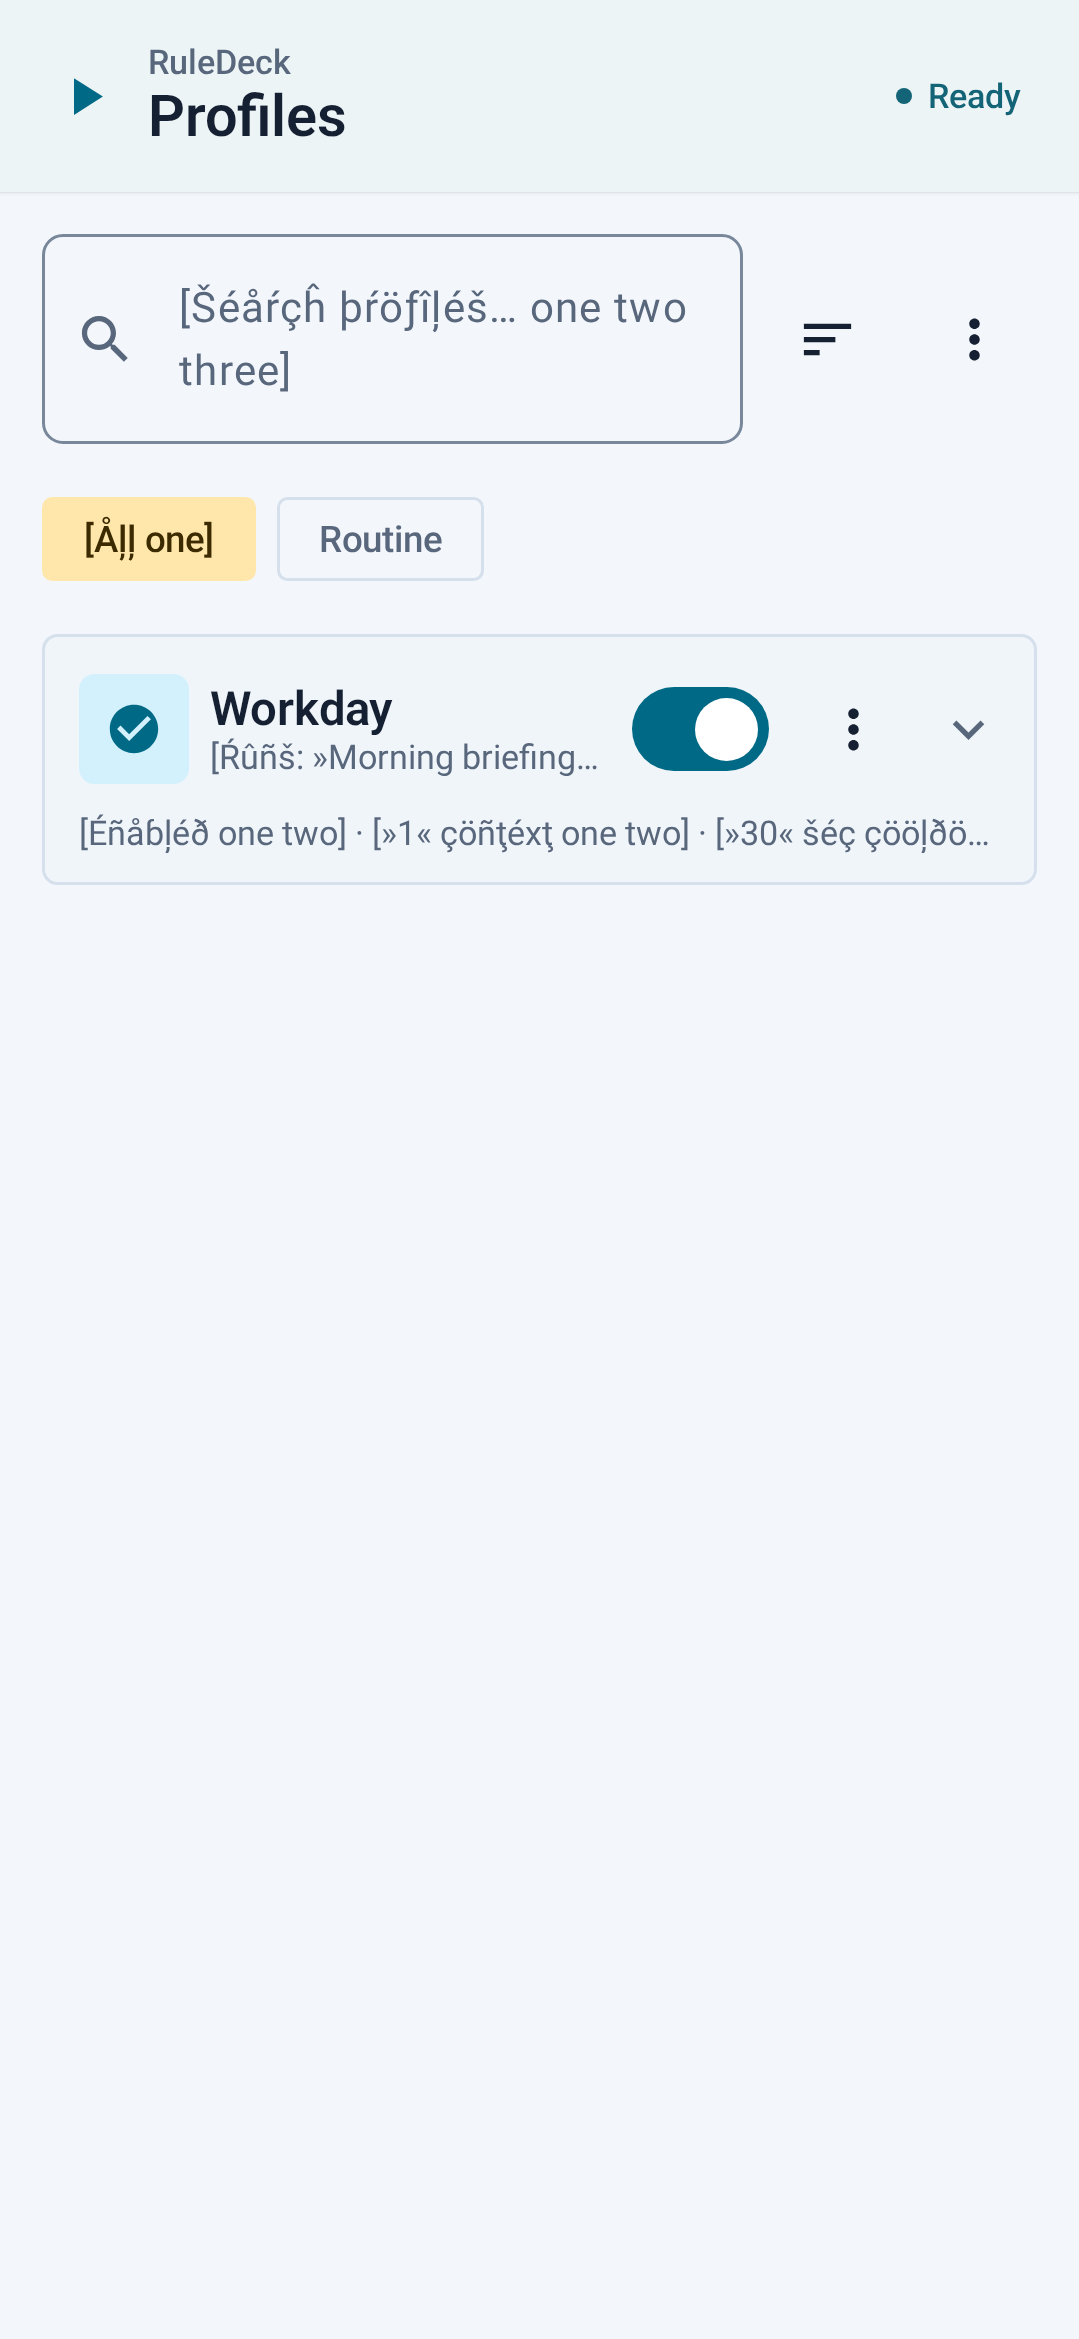 RuleDeck
Profiles
Ready
[Šéåŕçĥ þŕöƒîļéš… one two
three]
[Åļļ one]
Routine
Workday
[Ŕûñš: »Morning briefing…
[Éñåƀļéð one two] · [»1« çöñţéxţ one two] · [»30« šéç çööļðö…